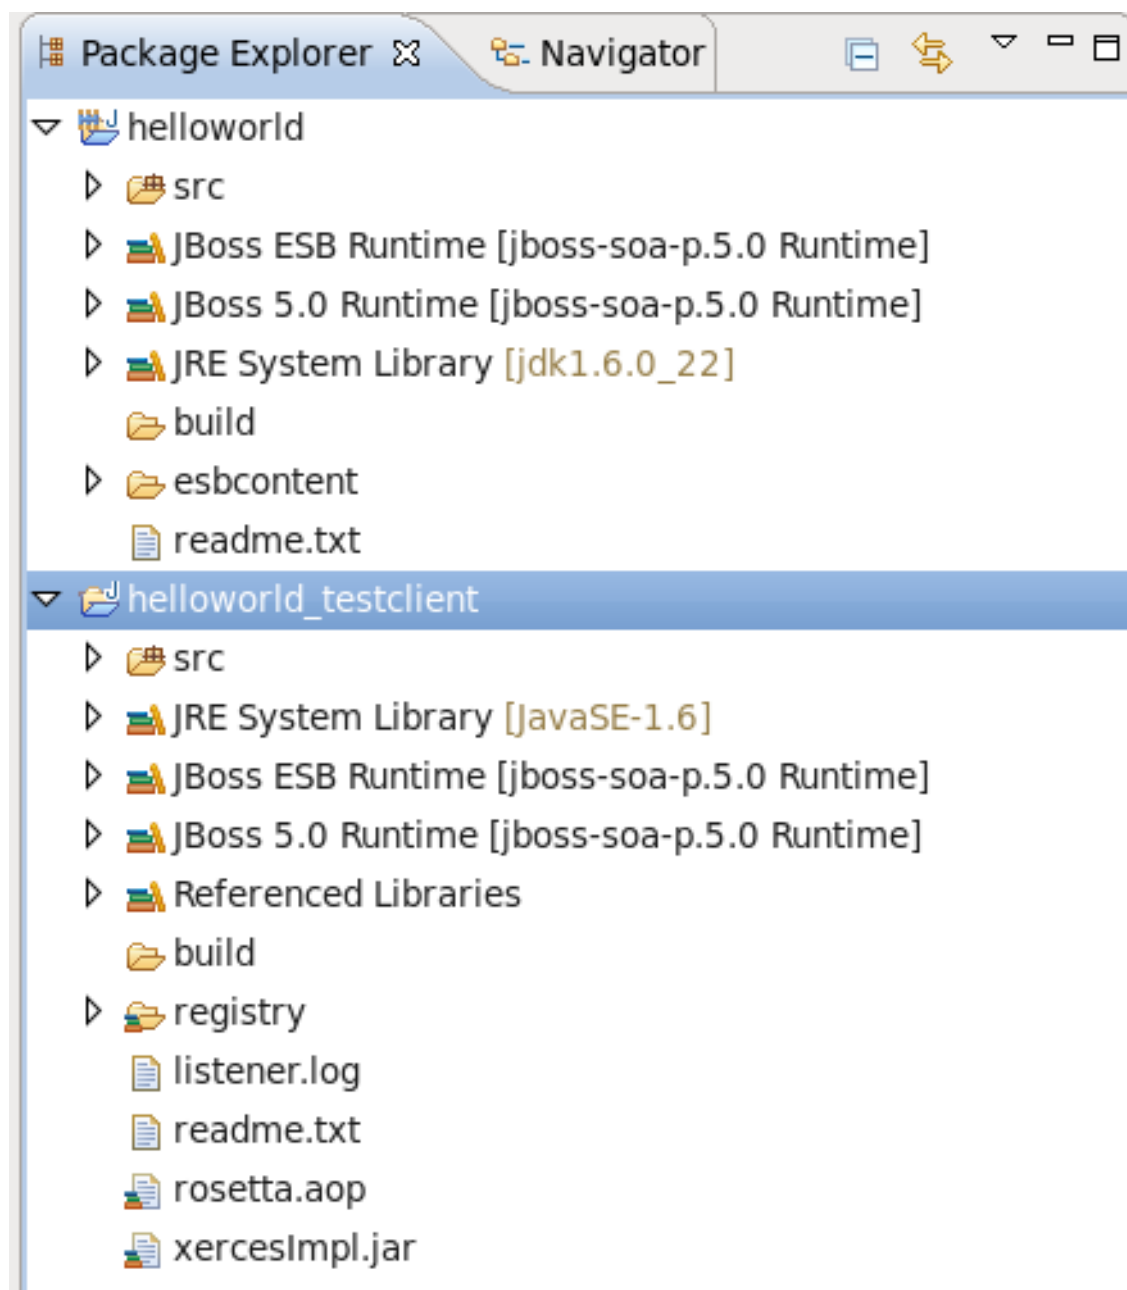 Package Explorer Navigator
helloworld
src
JBoss ESB Runtime [jboss-soa-p.5.0 Runtime]
JBoss 5.0 Runtime [jboss-soa-p.5.0 Runtime]
JRE System Library [jdk1.6.0_22]
build
esbcontent
readme.txt
helloworld_testclient
src
JRE System Library [JavaSE-1.6]
JBoss ESB Runtime [jboss-soa-p.5.0 Runtime]
JBoss 5.0 Runtime [jboss-soa-p.5.0 Runtime]
Referenced Libraries
build
registry
listener.log
readme.txt
rosetta.aop
xercesImpl.jar